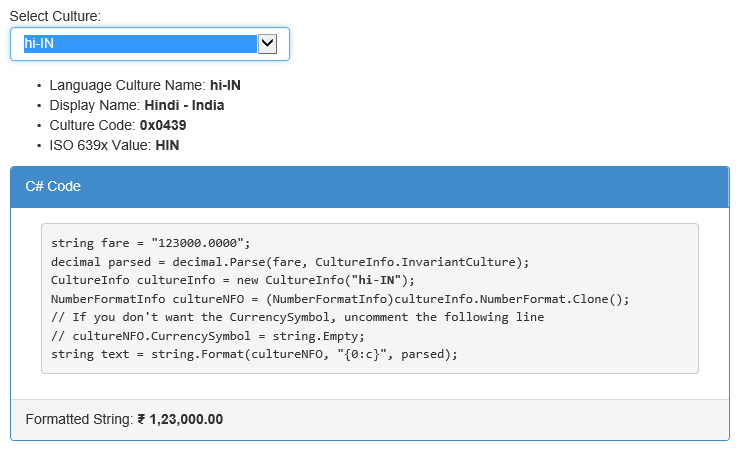 Select Culture:
hi-IN
• Language Culture Name: hi-IN
• Display Name: Hindi - India
• Culture Code: 0x0439
• ISO 639x Value: HIN
C# Code
string fare = "123000.0000";
decimal parsed = decimal.Parse(fare, CultureInfo.InvariantCulture);
CultureInfo cultureInfo = new CultureInfo("hi-IN");
NumberFormatInfo cultureNFO = (NumberFormatInfo)cultureInfo.NumberFormat.Clone();
// If you don't want the CurrencySymbol, uncomment the following line
// cultureNFO.CurrencySymbol = string.Empty;
string text = string.Format(cultureNFO, "{0:c}", parsed);
Formatted String: ₹ 1,23,000.00